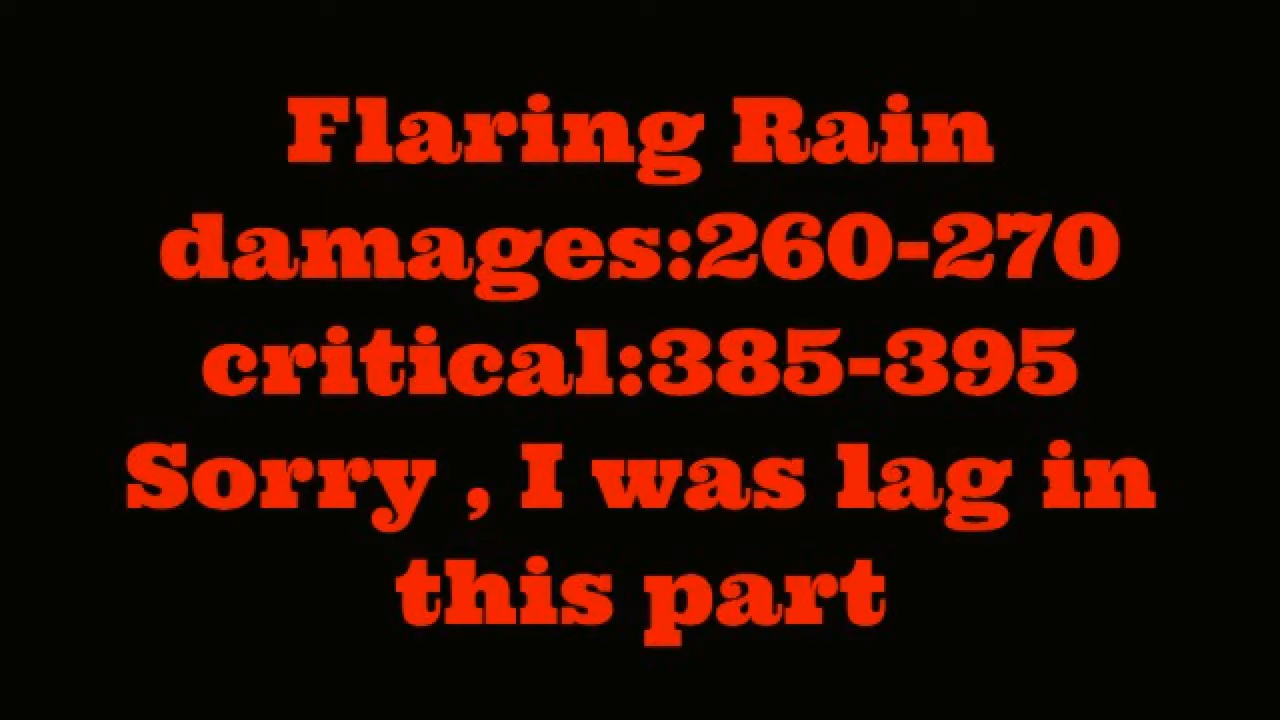 Flaring Rain
damages:260-270
critical:385-395
Sorry , I was lag in
this part